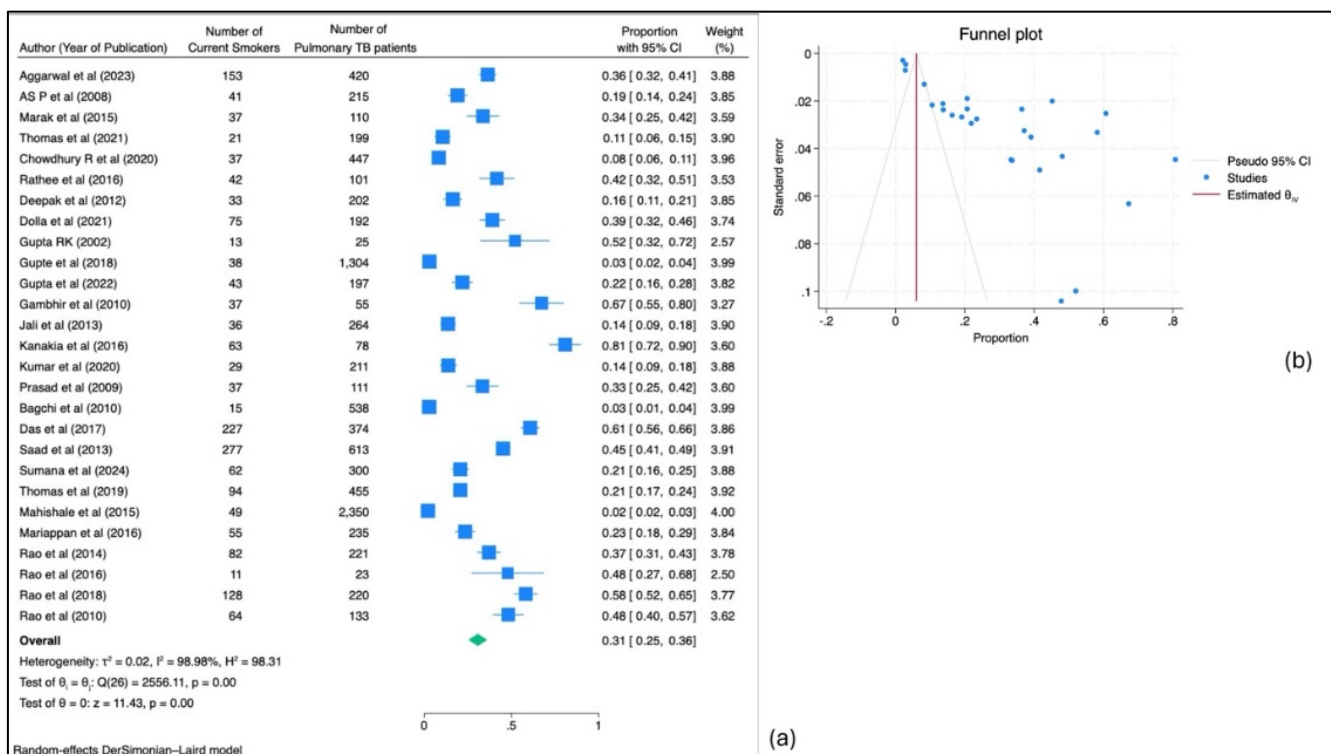 Number of Number of Proportion Weight
Author (Year of Publication) Current Smokers Pulmonary TB patients with 95% CI (%)
Aggarwal et al (2023) 153 420 0.36 [ 0.32, 0.41] 3.88
AS P et al (2008) 41 215 0.19 [ 0.14, 0.24] 3.85
Marak et al (2015) 37 110 0.34 [ 0.25, 0.42] 3.59
Thomas et al (2021) 21 199 0.11 [ 0.06, 0.15] 3.90
Chowdhury R et al (2020) 37 447 0.08 [ 0.06, 0.11] 3.96
Rathee et al (2016) 42 101 0.42 [ 0.32, 0.51] 3.53
Deepak et al (2012) 33 202 0.16 [ 0.11, 0.21] 3.85
Dolla et al (2021) 75 192 0.39 [ 0.32, 0.46] 3.74
Gupta RK (2002) 13 25 0.52 [ 0.32, 0.72] 2.57
Gupte et al (2018) 38 1,304 0.03 [ 0.02, 0.04] 3.99
Gupta et al (2022) 43 197 0.22 [ 0.16, 0.28] 3.82
Gambhir et al (2010) 37 55 0.67 [ 0.55, 0.80] 3.27
Jali et al (2013) 36 264 0.14 [ 0.09, 0.18] 3.90
Kanakia et al (2016) 63 78 0.81 [ 0.72, 0.90] 3.60
Kumar et al (2020) 29 211 0.14 [ 0.09, 0.18] 3.88
Prasad et al (2009) 37 111 0.33 [ 0.25, 0.42] 3.60
Bagchi et al (2010) 15 538 0.03 [ 0.01, 0.04] 3.99
Das et al (2017) 227 374 0.61 [ 0.56, 0.66] 3.86
Saad et al (2013) 277 613 0.45 [ 0.41, 0.49] 3.91
Sumana et al (2024) 62 300 0.21 [ 0.16, 0.25] 3.88
Thomas et al (2019) 94 455 0.21 [ 0.17, 0.24] 3.92
Mahishale et al (2015) 49 2,350 0.02 [ 0.02, 0.03] 4.00
Mariappan et al (2016) 55 235 0.23 [ 0.18, 0.29] 3.84
Rao et al (2014) 82 221 0.37 [ 0.31, 0.43] 3.78
Rao et al (2016) 11 23 0.48 [ 0.27, 0.68] 2.50
Rao et al (2018) 128 220 0.58 [ 0.52, 0.65] 3.77
Rao et al (2010) 64 133 0.48 [ 0.40, 0.57] 3.62
Overall 0.31 [ 0.25, 0.36]
Heterogeneity: τ² = 0.02, I² = 98.98%, H² = 98.31
Test of θᵢ = θⱼ: Q(26) = 2556.11, p = 0.00
Test of θ = 0: z = 11.43, p = 0.00
0 .5 1
Random-effects DerSimonian–Laird model
(a)
Funnel plot
Standard error
0
.02
.04
.06
.08
.1
-.2 0 .2 .4 .6 .8
Proportion
Pseudo 95% CI
Studies
Estimated θIV
(b)